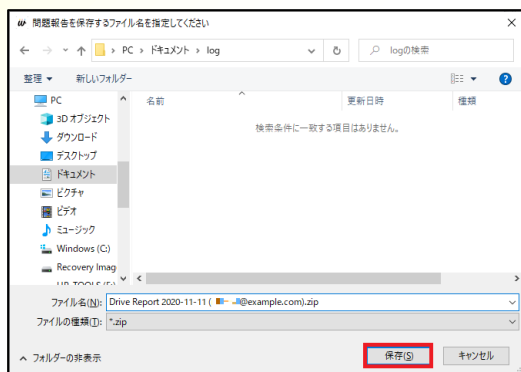 問題報告を保存するファイル名を指定してください
PC > ドキュメント > log
logの検索
整理 新しいフォルダー
PC
名前 更新日時 種類
3D オブジェクト
検索条件に一致する項目はありません。
ダウンロード
デスクトップ
ドキュメント
ピクチャ
ビデオ
ミュージック
Windows (C:)
Recovery Imag
ファイル名(N): Drive Report 2020-11-11 ( @example.com).zip
ファイルの種類(T): *.zip
フォルダーの非表示
保存(S) キャンセル